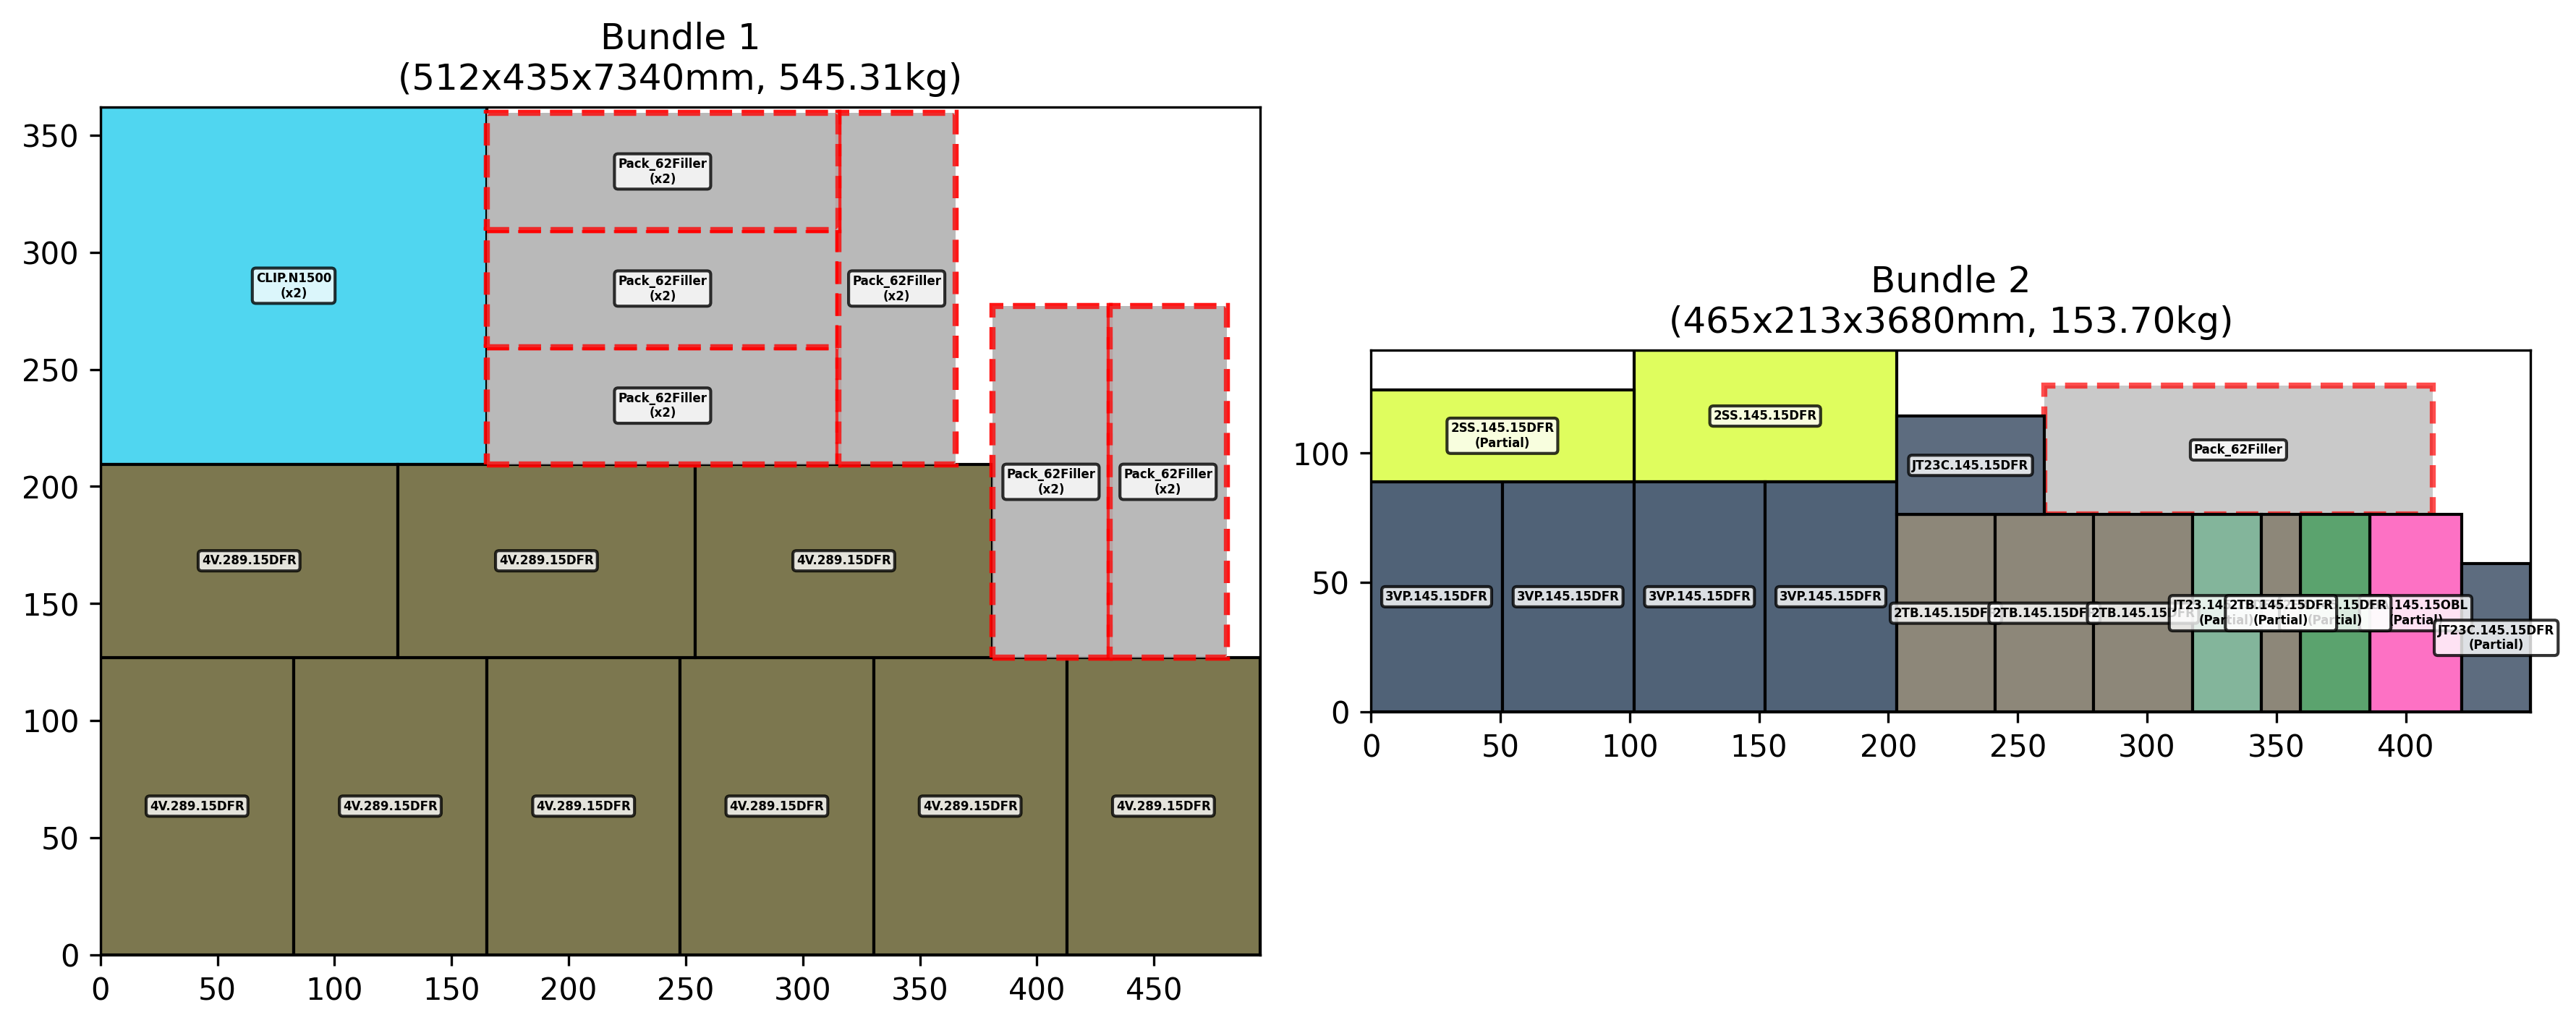 Bundle 1
(512x435x7340mm, 545.31kg)
350
300
250
200
150
100
50
0
CLIP.N1500
(x2)
Pack_62Filler
(x2)
Pack_62Filler
(x2)
Pack_62Filler
(x2)
Pack_62Filler
(x2)
Pack_62Filler
(x2)
Pack_62Filler
(x2)
4V.289.15DFR
4V.289.15DFR
4V.289.15DFR
4V.289.15DFR
4V.289.15DFR
4V.289.15DFR
4V.289.15DFR
4V.289.15DFR
4V.289.15DFR
0
50
100
150
200
250
300
350
400
450
Bundle 2
(465x213x3680mm, 153.70kg)
100
50
0
2SS.145.15DFR
(Partial)
2SS.145.15DFR
JT23C.145.15DFR
Pack_62Filler
3VP.145.15DFR
3VP.145.15DFR
3VP.145.15DFR
3VP.145.15DFR
2TB.145.15DF
2TB.145.15DF
2TB.145.15DFR
JT23.14
(Partial)
2TB.145.15DFR
(Partial)
.15DFR
(Partial)
.145.15OBL
(Partial)
JT23C.145.15DFR
(Partial)
0
50
100
150
200
250
300
350
400